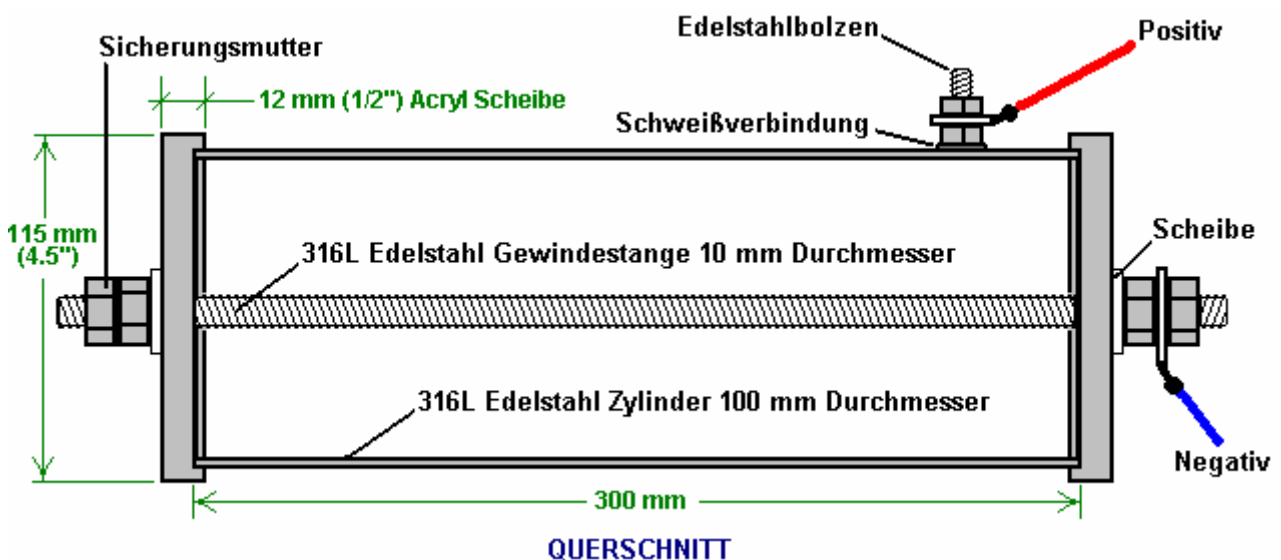 Edelstahlbolzen
Positiv
Sicherungsmutter
12 mm (1/2") Acryl Scheibe
Schweißverbindung
115 mm
(4.5")
316L Edelstahl Gewindestange 10 mm Durchmesser
Scheibe
316L Edelstahl Zylinder 100 mm Durchmesser
Negativ
300 mm
QUERSCHNITT